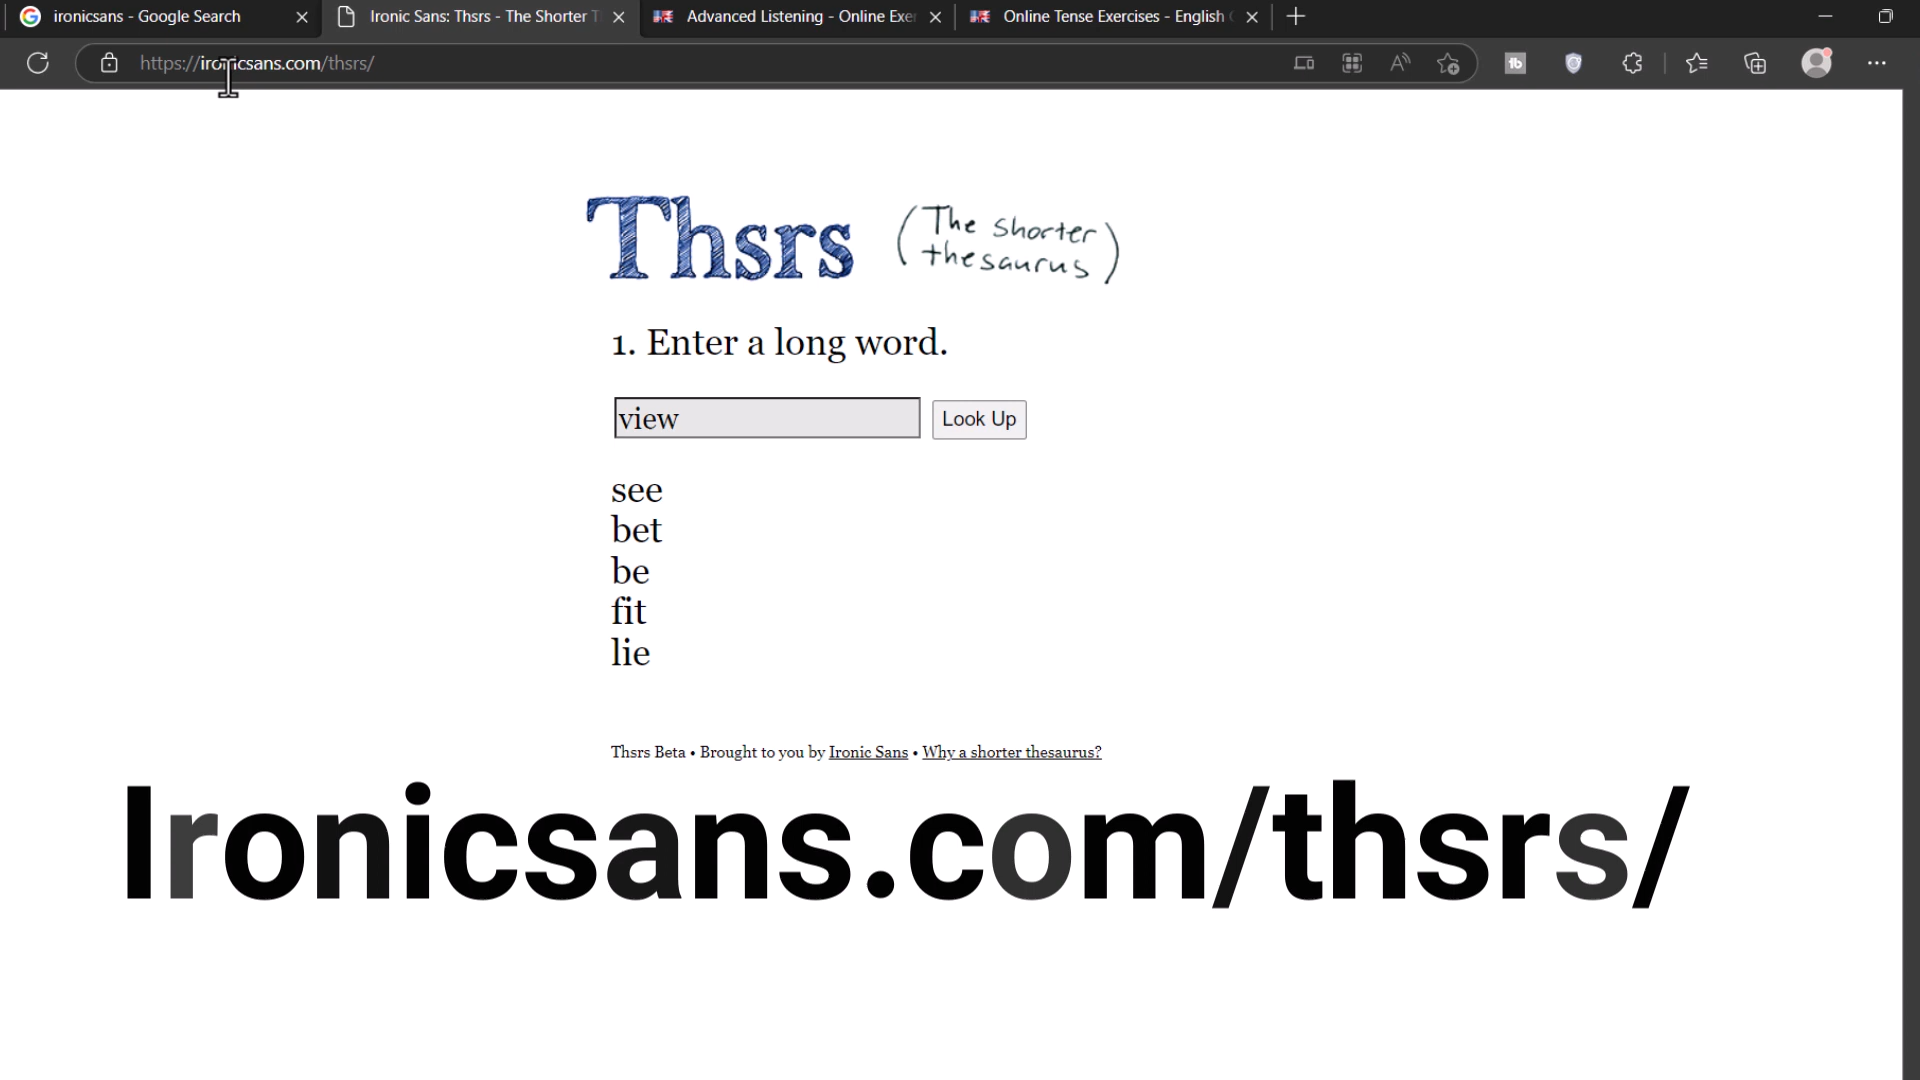 ironicsans - Google Search
Ironic Sans: Thsrs - The Shorter T
Advanced Listening - Online Exer
Online Tense Exercises - English
https://ironicsans.com/thsrs/
Thsrs (The shorter thesaurus)
1. Enter a long word.
view Look Up
see
bet
be
fit
lie
Thsrs Beta • Brought to you by Ironic Sans • Why a shorter thesaurus?
Ironicsans.com/thsrs/